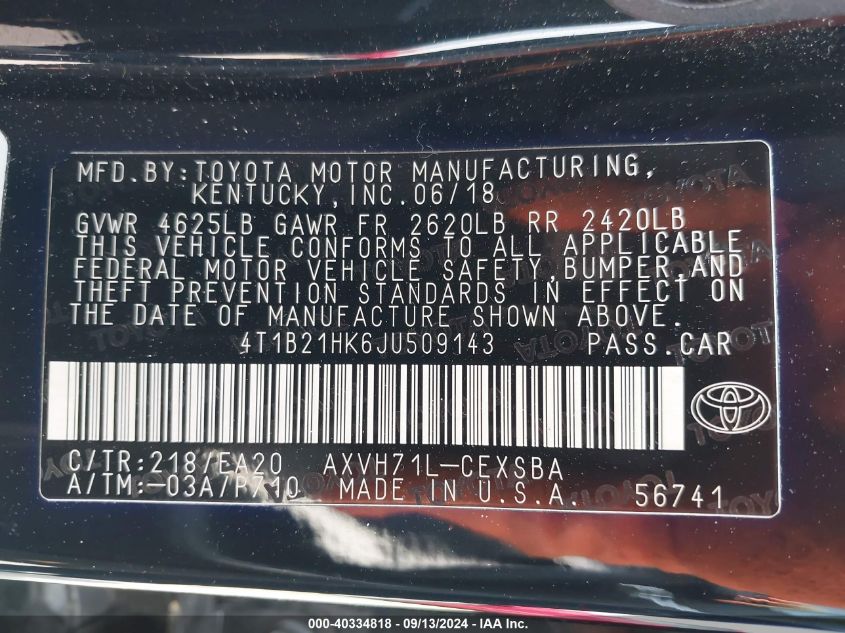 MFD. BY: TOYOTA MOTOR MANUFACTURING,
KENTUCKY, INC. 06/18
GVWR 4625LB GAWR FR 2620LB RR 2420LB
THIS VEHICLE CONFORMS TO ALL APPLICABLE
FEDERAL MOTOR VEHICLE SAFETY, BUMPER, AND
THEFT PREVENTION STANDARDS IN EFFECT ON
THE DATE OF MANUFACTURE SHOWN ABOVE.
4T1B21HK6JU509143 PASS. CAR
C/TR: 218/EA20 AXVH71L-CEXSBA
A/TM: -03A/P710 MADE IN U.S.A. 56741
000-40334818 - 09/13/2024 - IAA Inc.